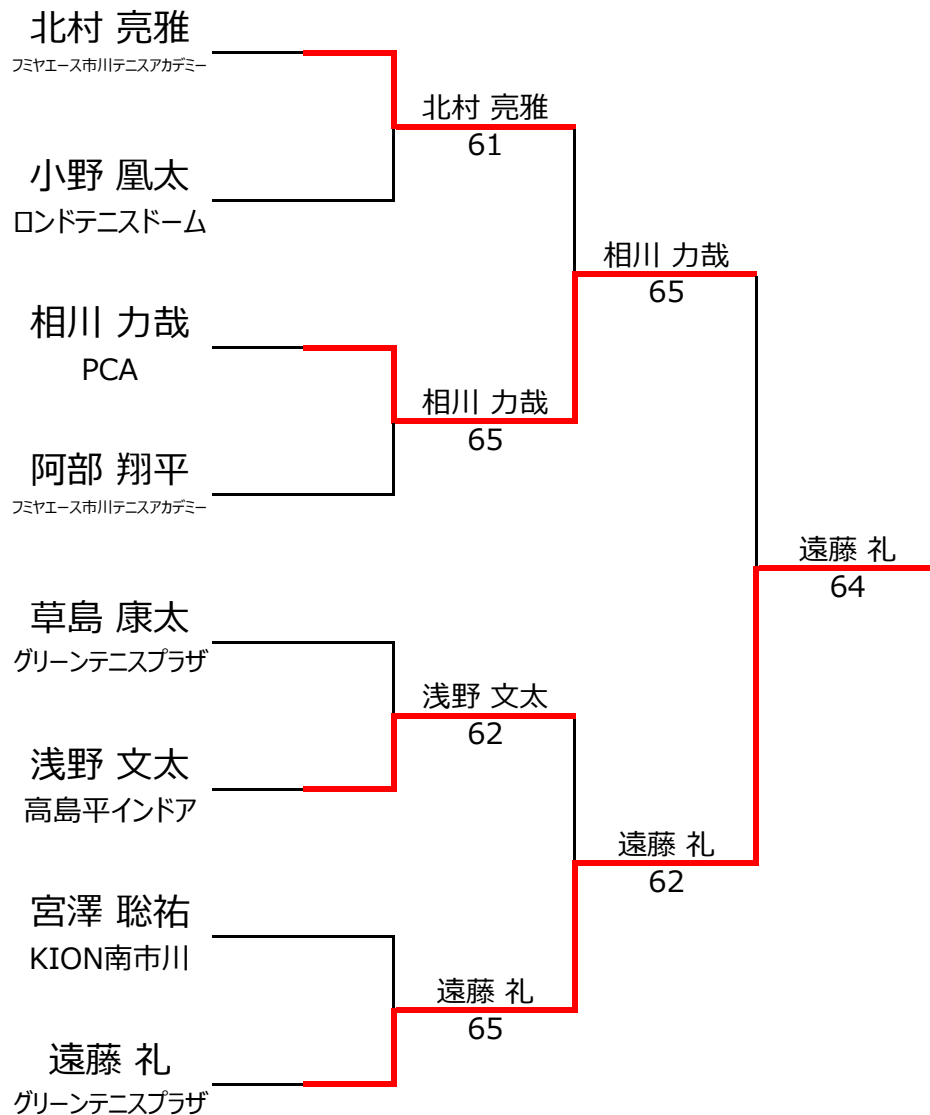 北村 亮雅
フミヤエース市川テニスアカデミー
北村 亮雅
61
小野 凰太
ロンドテニスドーム
相川 力哉
65
相川 力哉
PCA
相川 力哉
65
阿部 翔平
フミヤエース市川テニスアカデミー
遠藤 礼
64
草島 康太
グリーンテニスプラザ
浅野 文太
62
浅野 文太
高島平インドア
遠藤 礼
62
宮澤 聡祐
KION南市川
遠藤 礼
65
遠藤 礼
グリーンテニスプラザ